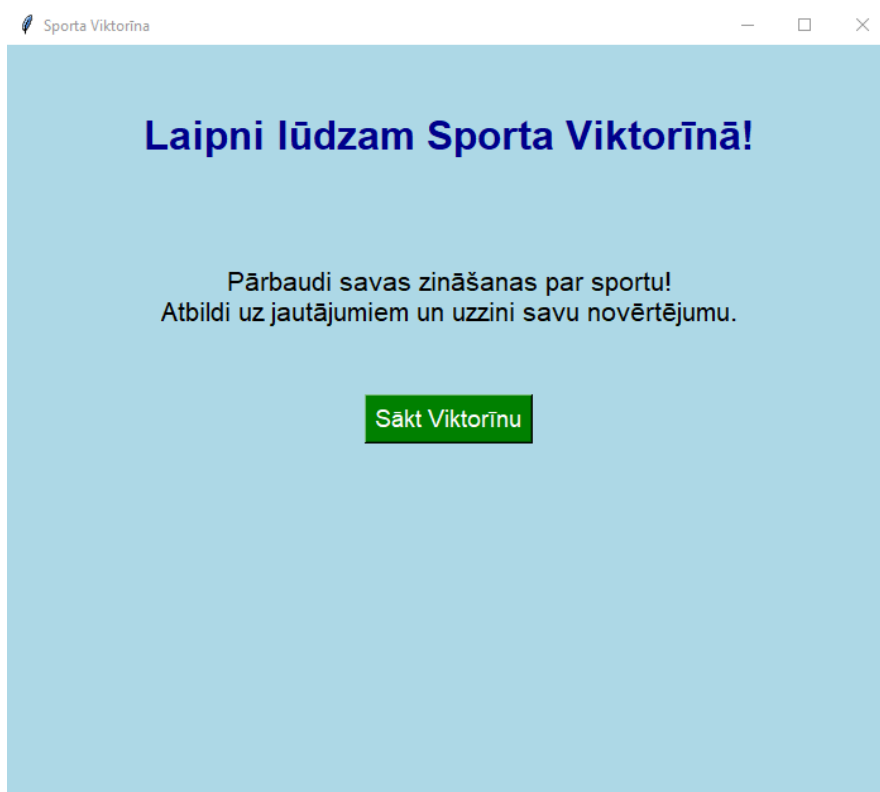 Sporta Viktorīna
Laipni lūdzam Sporta Viktorīnā!
Pārbaudi savas zināšanas par sportu!
Atbildi uz jautājumiem un uzzini savu novērtējumu.
Sākt Viktorīnu